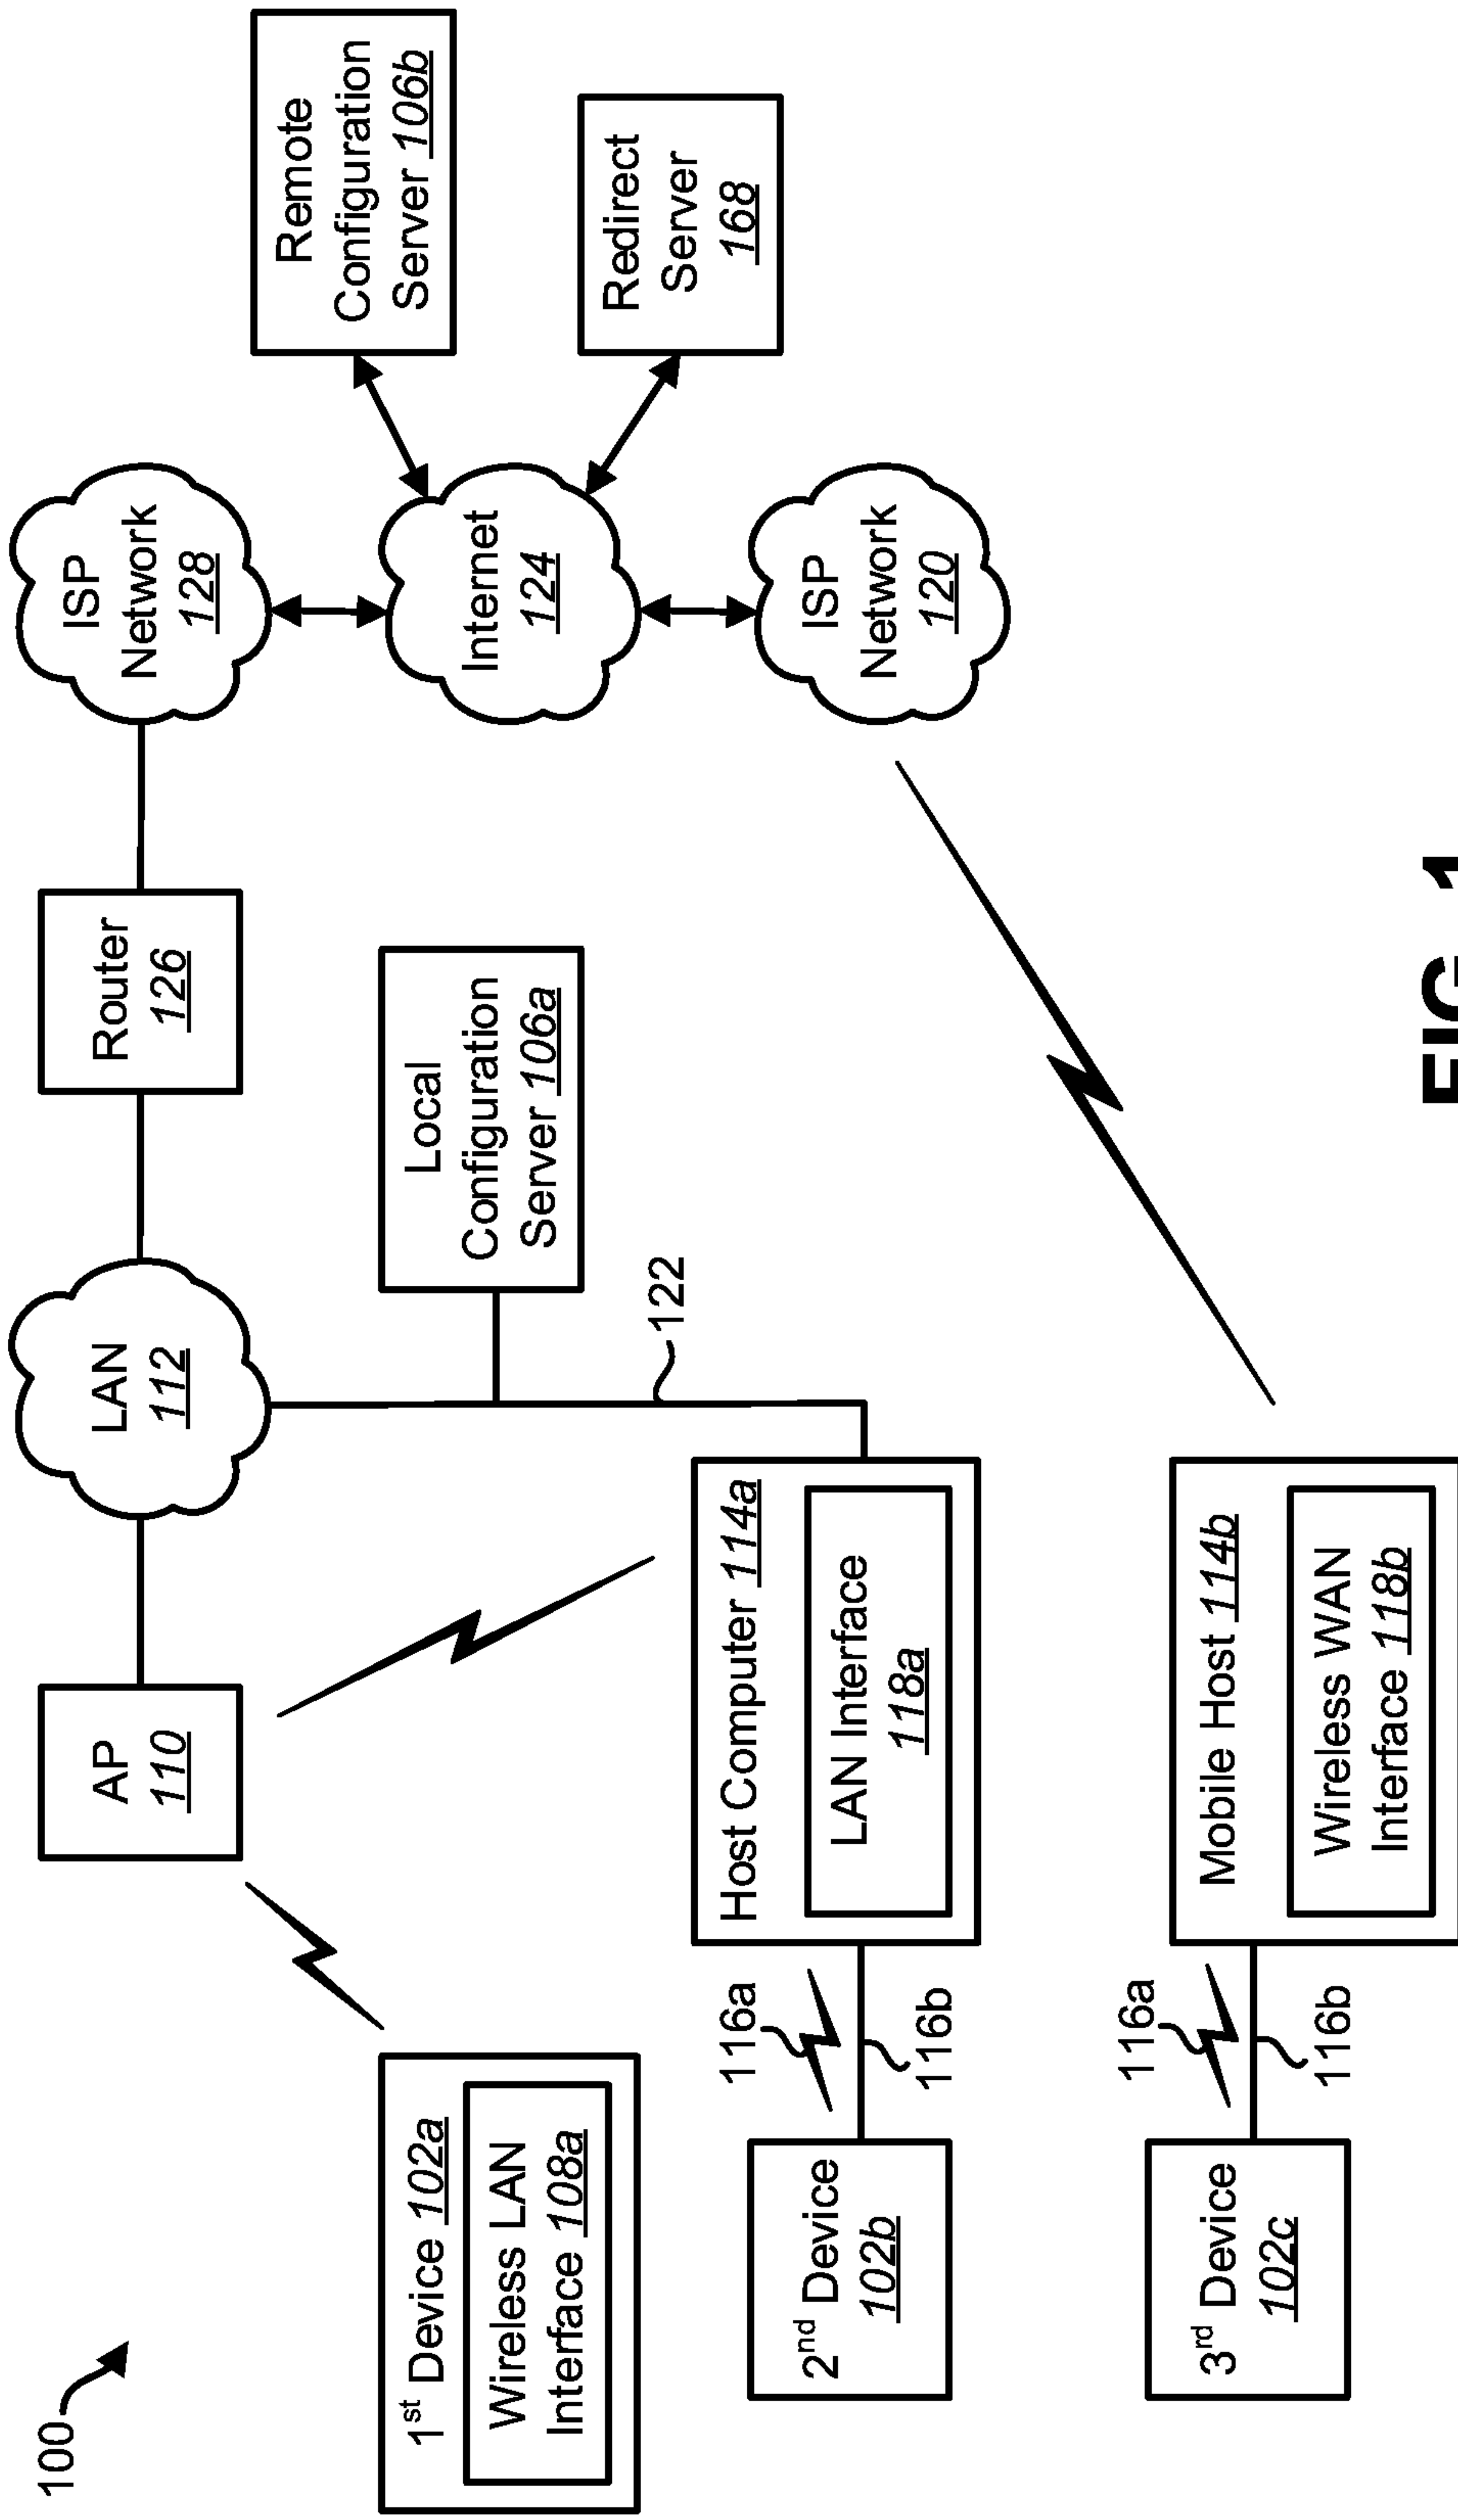 100
AP
110
LAN
112
Router
126
ISP
Network
128
Remote
Configuration
Server 106b
1st Device 102a
Wireless LAN
Interface 108a
Local
Configuration
Server 106a
Internet
124
Redirect
Server
168
122
116a
2nd Device
102b
116b
Host Computer 114a
LAN Interface
118a
ISP
Network
120
116a
3rd Device
102c
116b
Mobile Host 114b
Wireless WAN
Interface 118b
FIG. 1